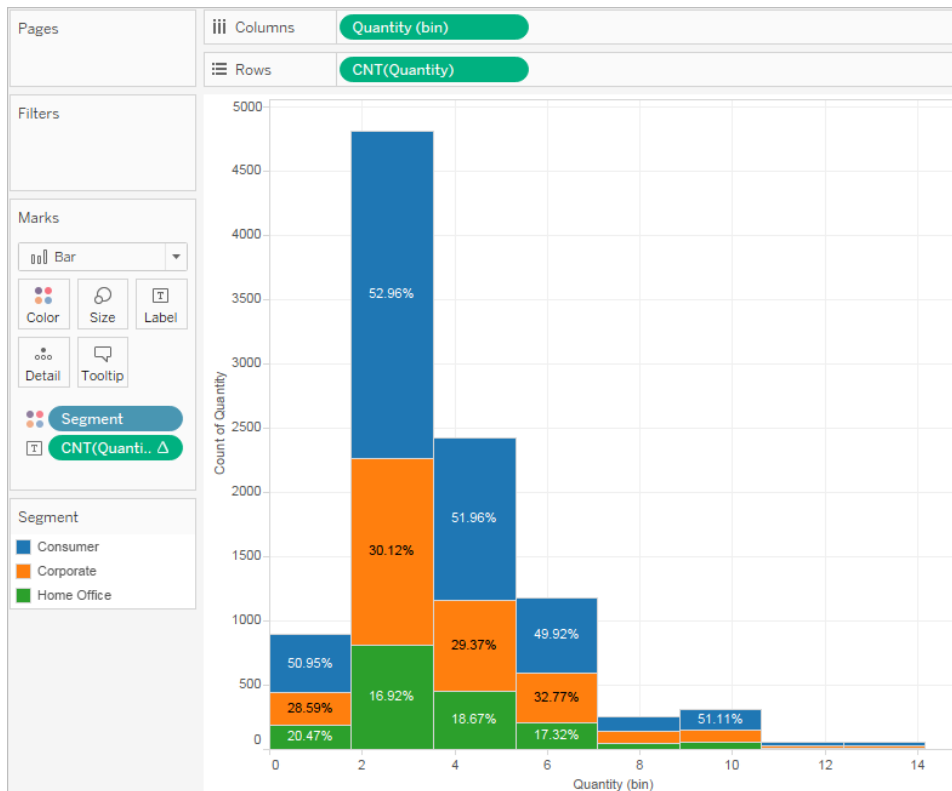 Pages
Columns
Quantity (bin)
Rows
CNT(Quantity)
Filters
Marks
Bar
Color
Size
T
Label
Detail
Tooltip
Segment
T
CNT(Quanti.. Δ
Segment
Consumer
Corporate
Home Office
Count of Quantity
5000
4500
4000
3500
3000
2500
2000
1500
1000
500
0
50.95%
28.59%
20.47%
52.96%
30.12%
16.92%
51.96%
29.37%
18.67%
49.92%
32.77%
17.32%
51.11%
0 2 4 6 8 10 12 14
Quantity (bin)